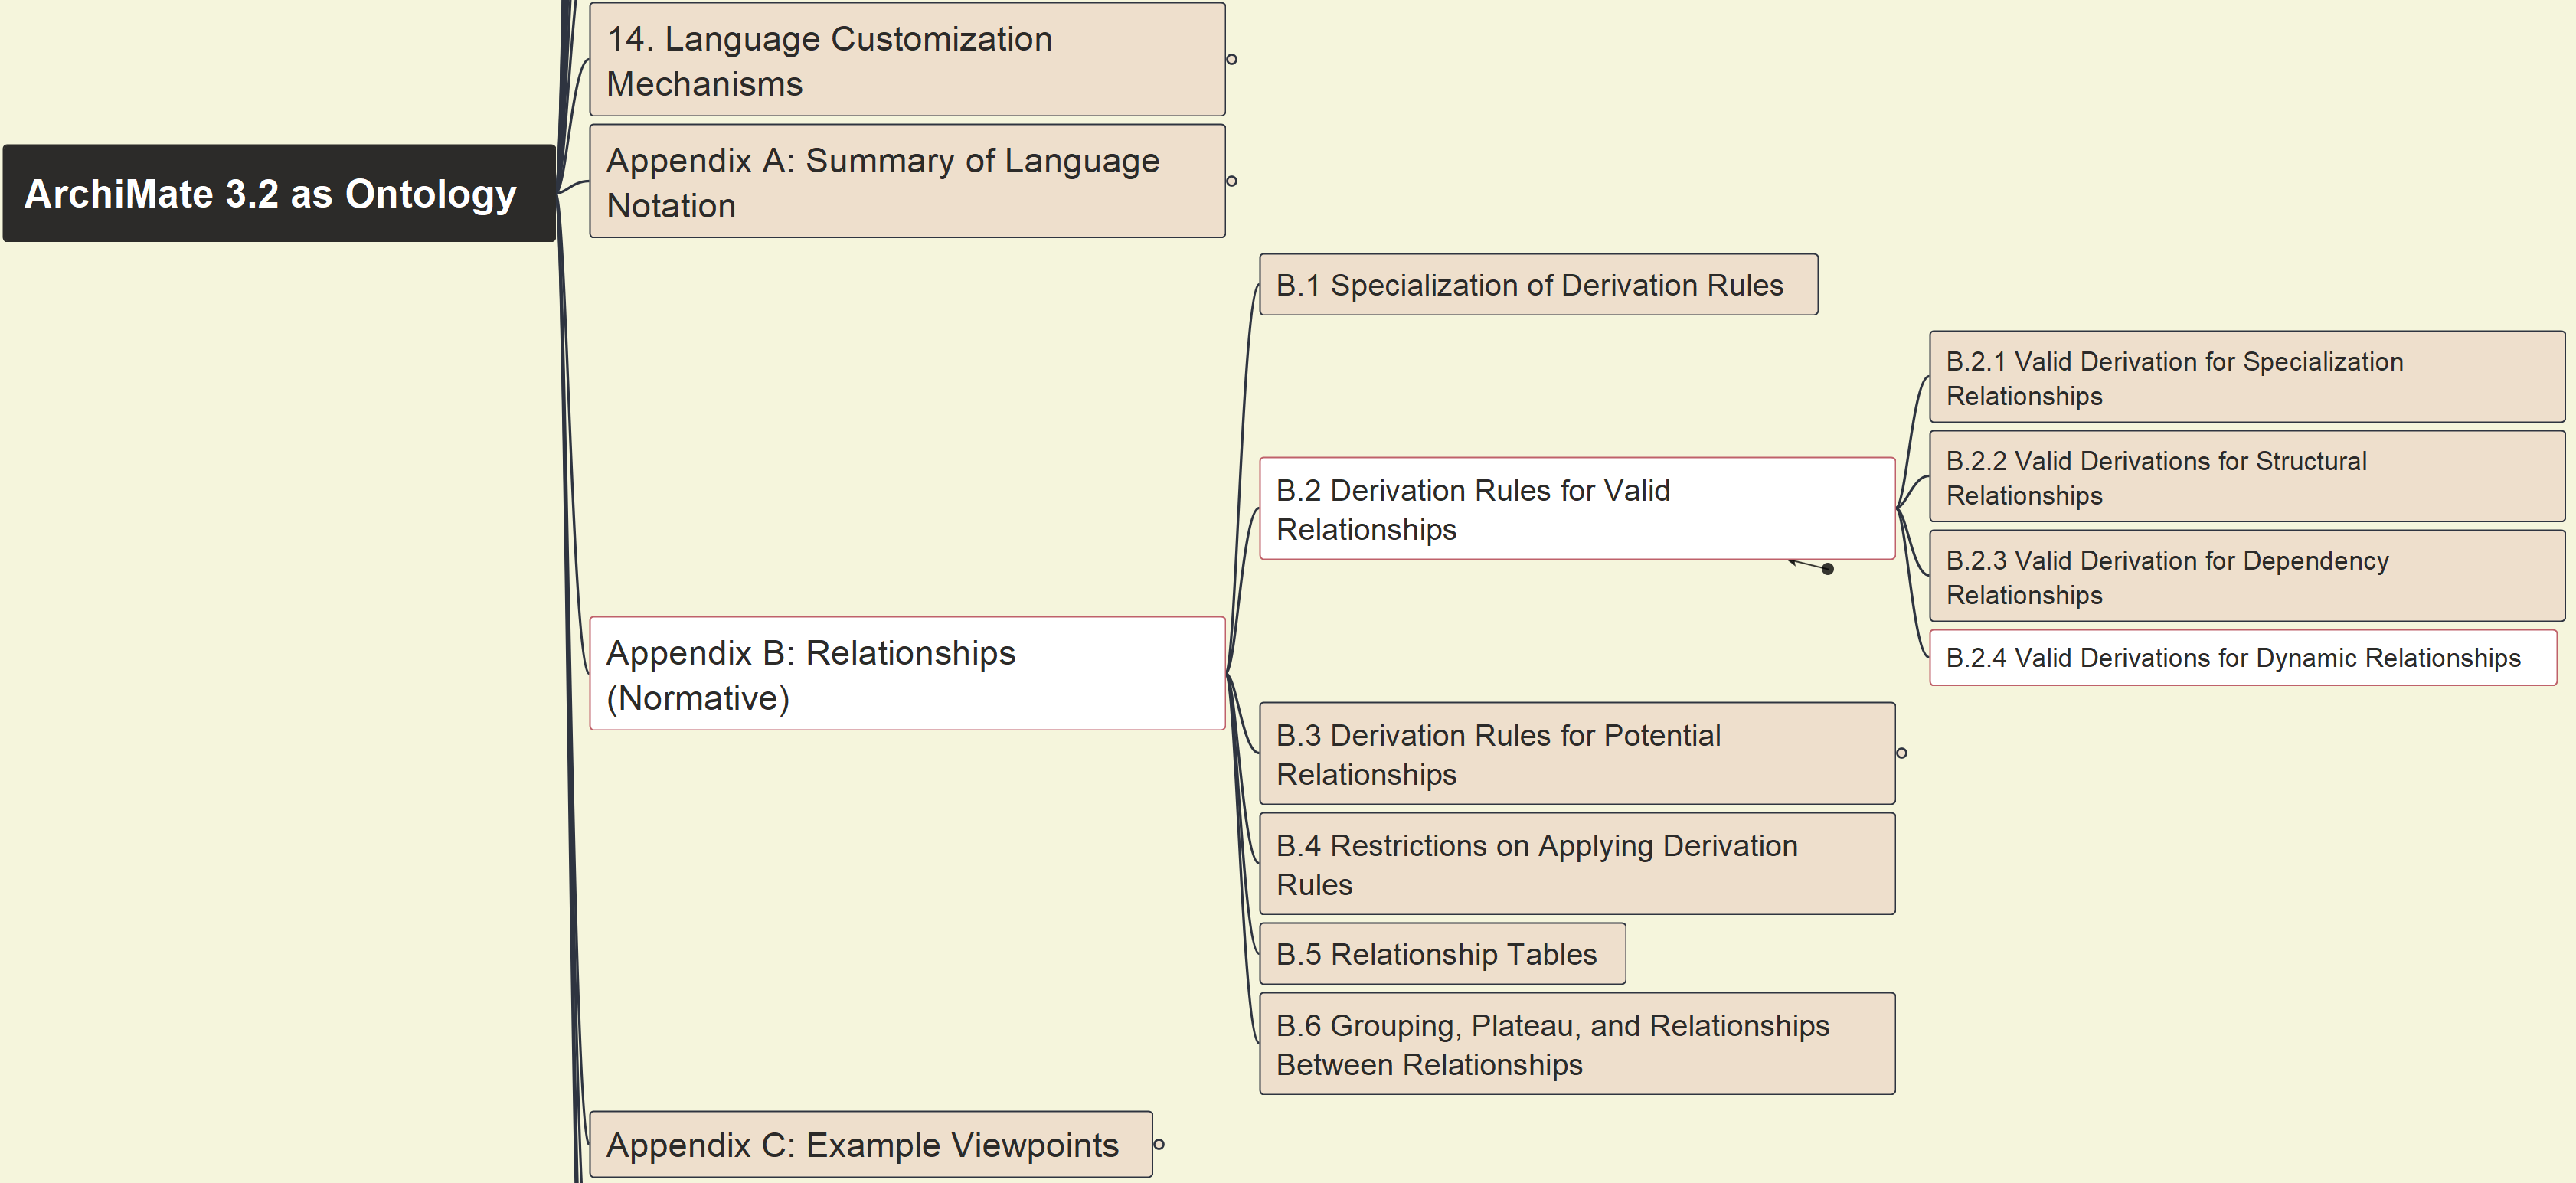 14. Language Customization
Mechanisms
Appendix A: Summary of Language
Notation
ArchiMate 3.2 as Ontology
B.1 Specialization of Derivation Rules
B.2 Derivation Rules for Valid
Relationships
B.2.1 Valid Derivation for Specialization
Relationships
B.2.2 Valid Derivations for Structural
Relationships
B.2.3 Valid Derivation for Dependency
Relationships
B.2.4 Valid Derivations for Dynamic Relationships
Appendix B: Relationships
(Normative)
B.3 Derivation Rules for Potential
Relationships
B.4 Restrictions on Applying Derivation
Rules
B.5 Relationship Tables
B.6 Grouping, Plateau, and Relationships
Between Relationships
Appendix C: Example Viewpoints